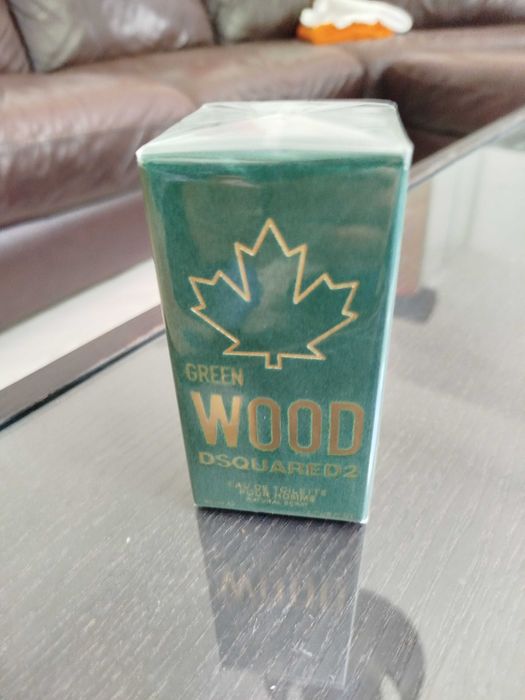 GREEN
WOOD
DSQUARED2
EAU DE TOILETTE
POUR HOMME
NATURAL SPRAY